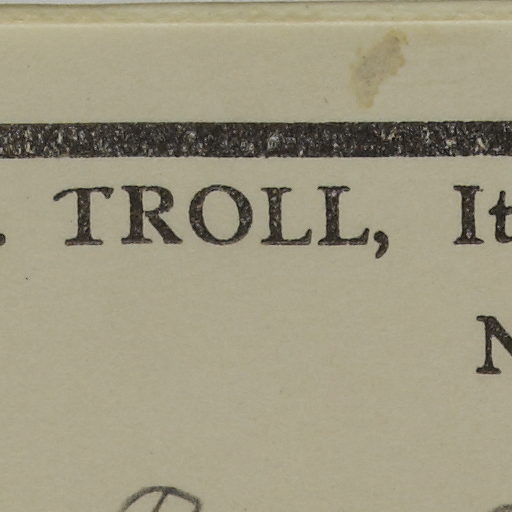 . TROLL, It
N